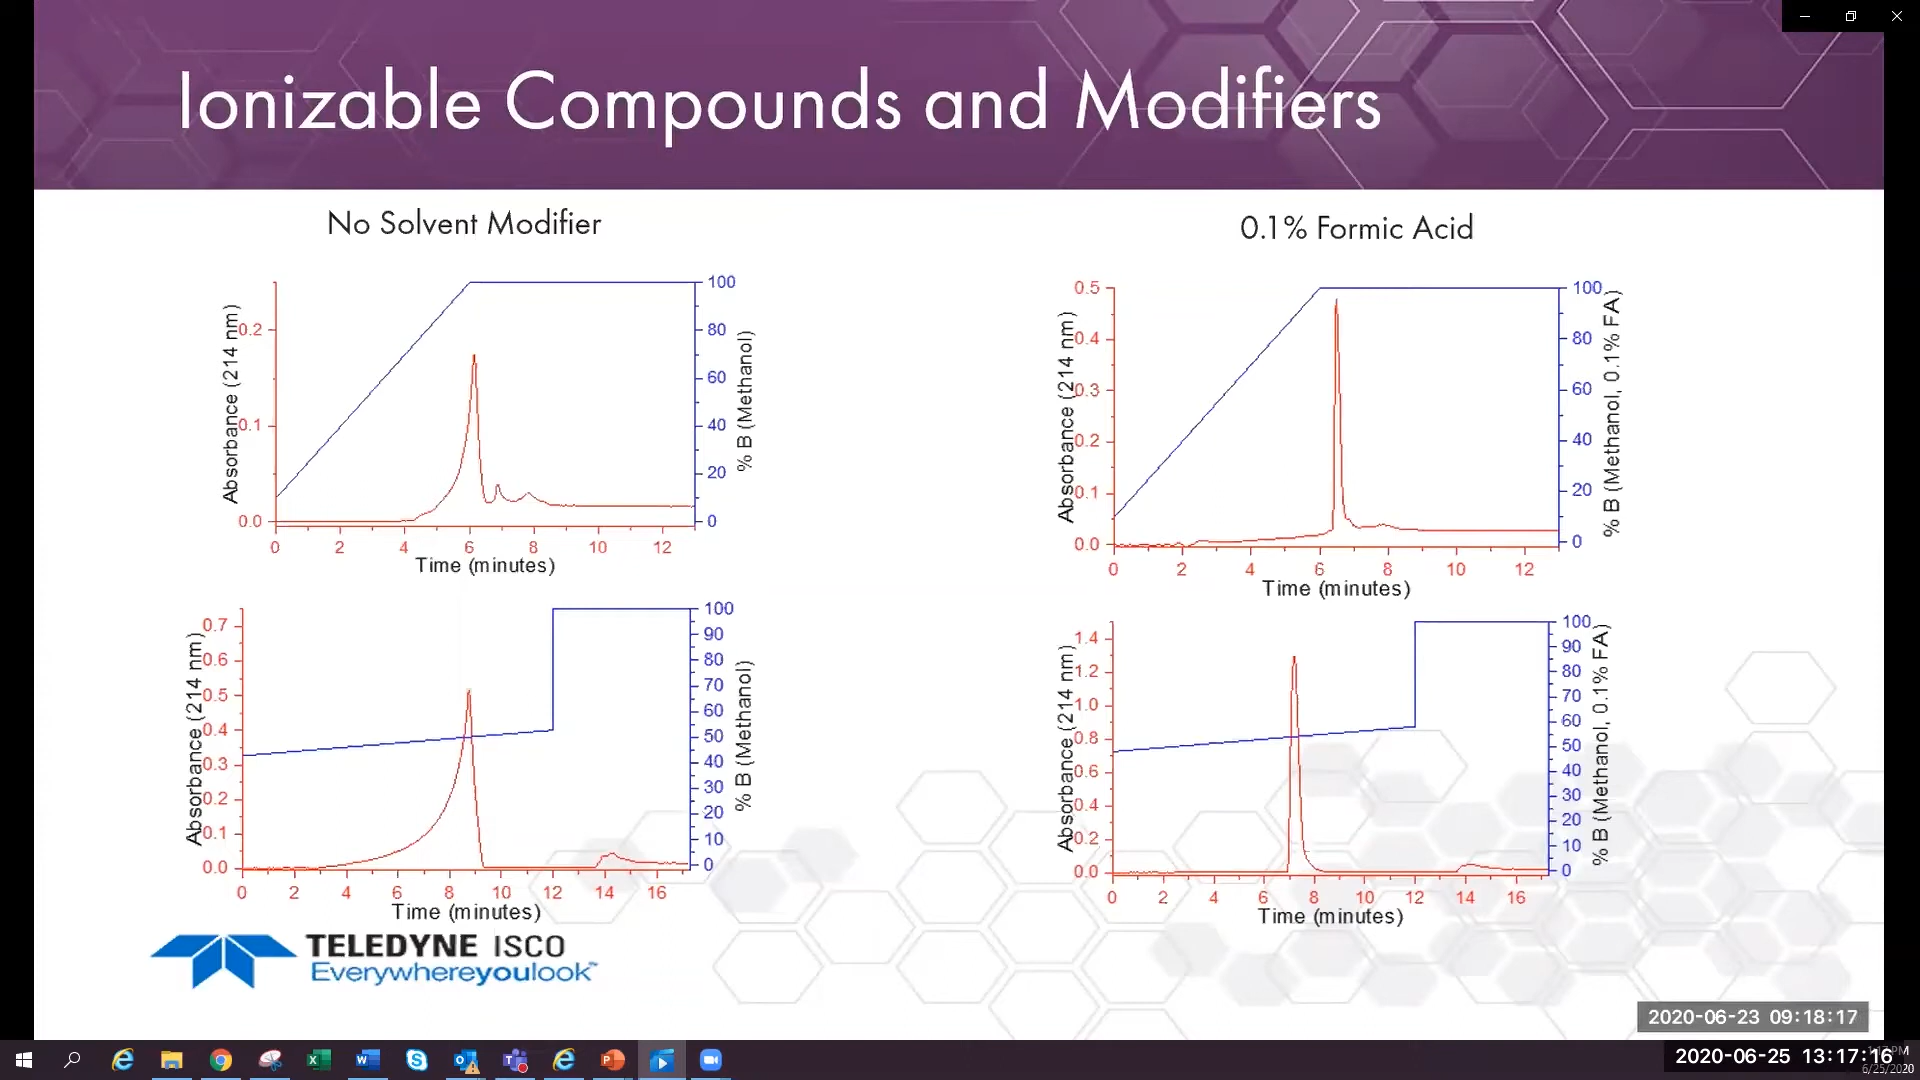 Ionizable Compounds and Modifiers
No Solvent Modifier
0.1% Formic Acid
Absorbance (214 nm)
0.2
0.1
0.0
100
80
60
40
20
0
% B (Methanol)
0 2 4 6 8 10 12
Time (minutes)
Absorbance (214 nm)
0.5
0.4
0.3
0.2
0.1
0.0
100
80
60
40
20
0
% B (Methanol, 0.1% FA)
0 2 4 6 8 10 12
Time (minutes)
Absorbance (214 nm)
0.7
0.6
0.5
0.4
0.3
0.2
0.1
0.0
100
90
80
70
60
50
40
30
20
10
0
% B (Methanol)
0 2 4 6 8 10 12 14 16
Time (minutes)
Absorbance (214 nm)
1.4
1.2
1.0
0.8
0.6
0.4
0.2
0.0
100
90
80
70
60
50
40
30
20
10
0
% B (Methanol, 0.1% FA)
0 2 4 6 8 10 12 14 16
Time (minutes)
TELEDYNE ISCO
Everywhereyoulook™
2020-06-23 09:18:17
2020-06-25 13:17:16
6/25/2020